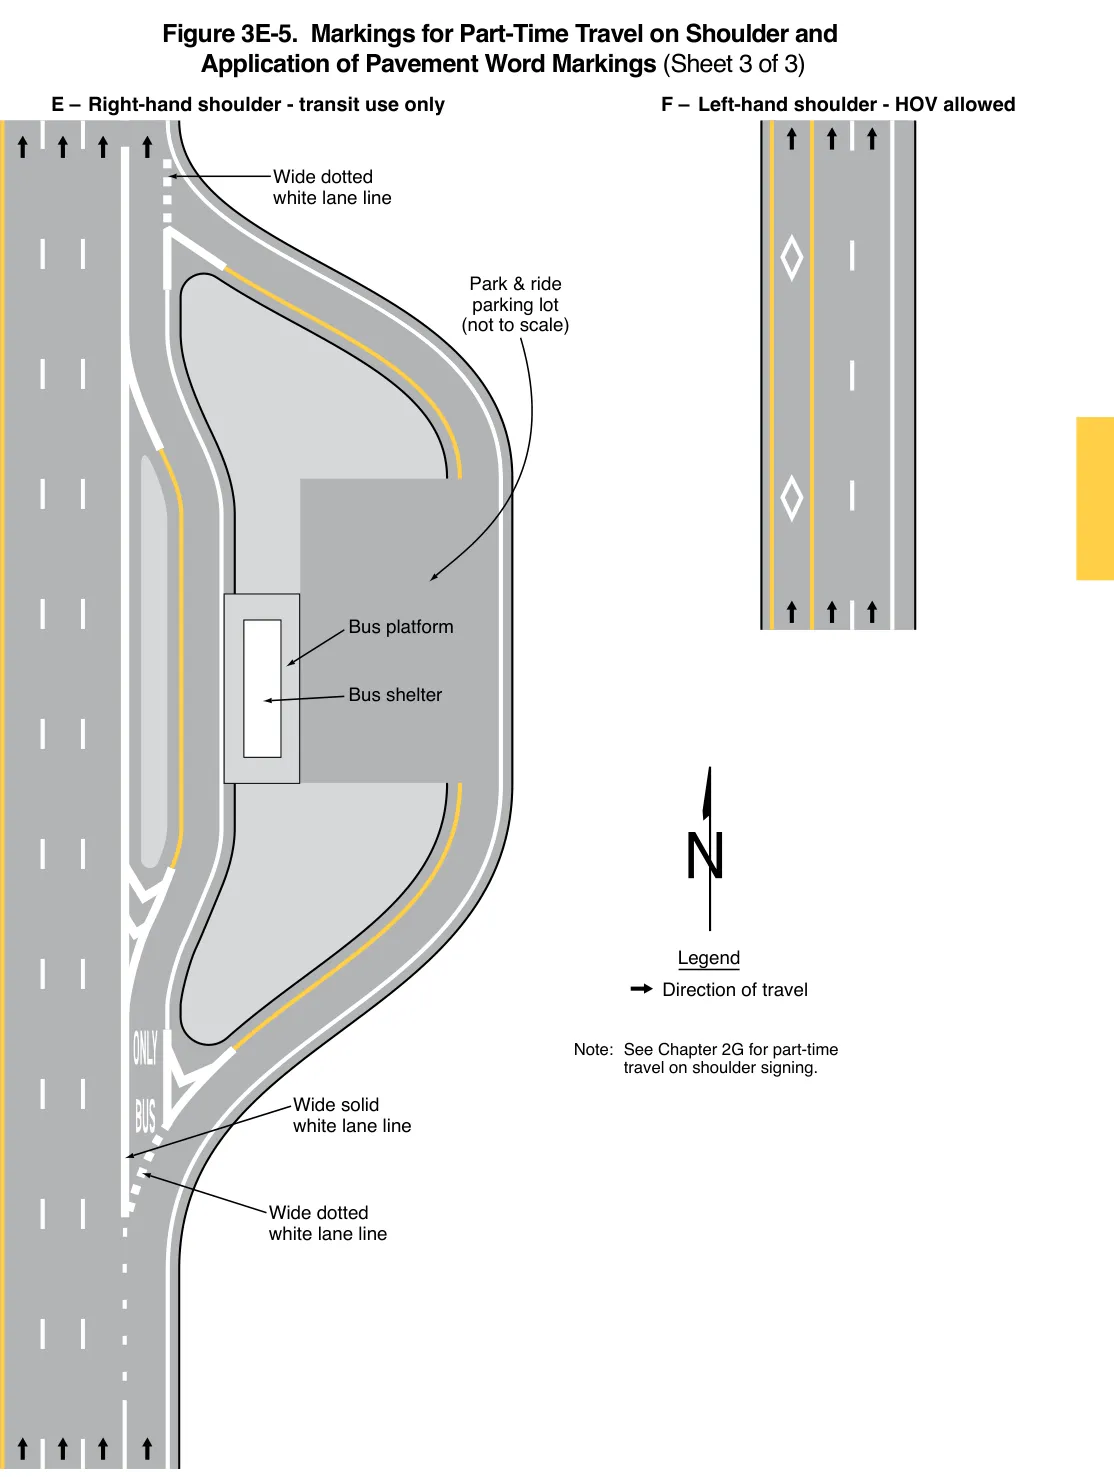 Figure 3E-5. Markings for Part-Time Travel on Shoulder and
Application of Pavement Word Markings (Sheet 3 of 3)
E – Right-hand shoulder - transit use only
F – Left-hand shoulder - HOV allowed
Wide dotted
white lane line
Park & ride
parking lot
(not to scale)
Bus platform
Bus shelter
N
Legend
Direction of travel
Note: See Chapter 2G for part-time
travel on shoulder signing.
ONLY
BUS
Wide solid
white lane line
Wide dotted
white lane line